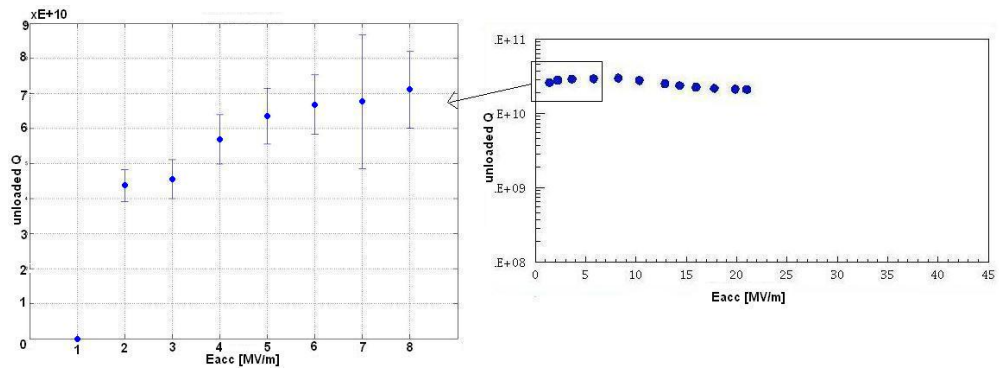 xE+10
9
8
7
6
5
4
3
2
1
0
unloaded Q
1 2 3 4 5 6 7 8
Eacc [MV/m]
.E+11
.E+10
.E+09
.E+08
unloaded Q
0 5 10 15 20 25 30 35 40 45
Eacc [MV/m]